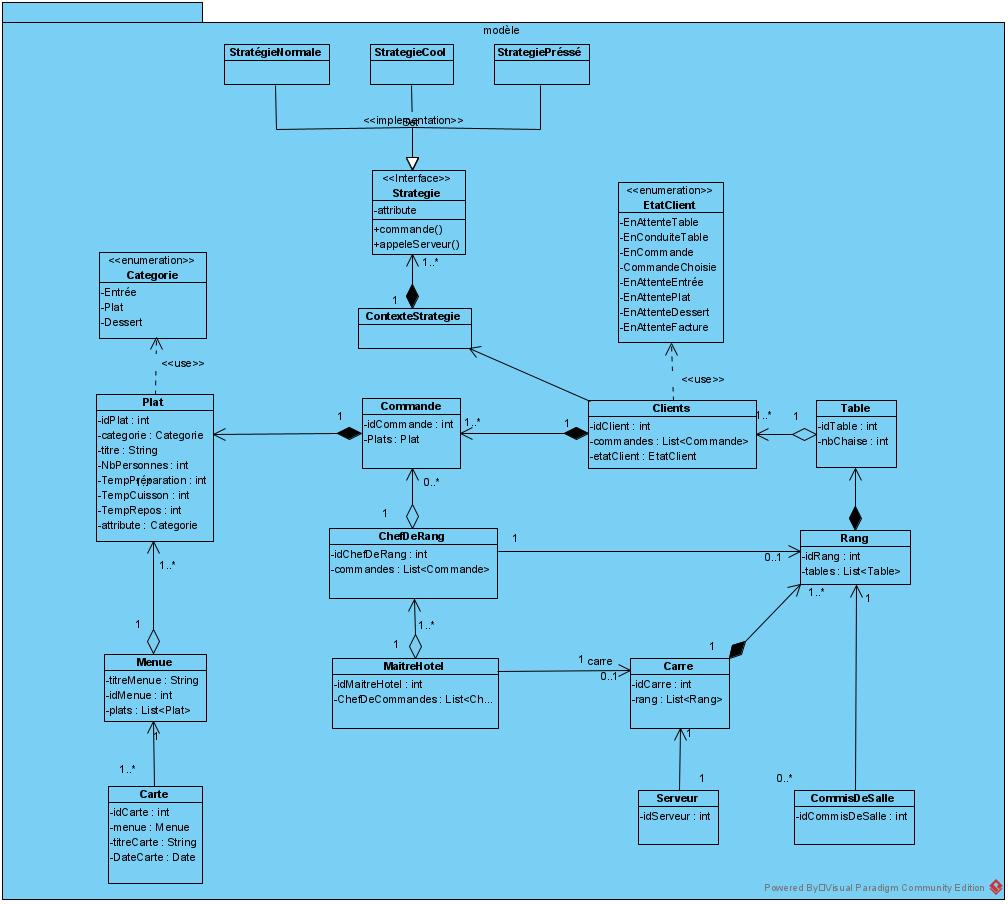 modèle
StratégieNormale
StrategieCool
StrategiePréssé
<<implementation>>
<<Interface>>
Strategie
-attribute
+commande()
+appeleServeur()
1..*
1
ContexteStrategie
<<enumeration>>
EtatClient
-EnAttenteTable
-EnConduiteTable
-EnCommande
-CommandeChoisie
-EnAttenteEntrée
-EnAttentePlat
-EnAttenteDessert
-EnAttenteFacture
<<use>>
<<enumeration>>
Categorie
-Entrée
-Plat
-Dessert
<<use>>
Plat
-idPlat : int
-categorie : Categorie
-titre : String
-NbPersonnes : int
-TempPréparation : int
-TempCuisson : int
-TempRepos : int
-attribute : Categorie
1
Commande
-idCommande : int
-Plats : Plat
1..*
1
Clients
-idClient : int
-commandes : List<Commande>
-etatClient : EtatClient
1..*
1
Table
-idTable : int
-nbChaise : int
0..*
1
ChefDeRang
-idChefDeRang : int
-commandes : List<Commande>
1
0..1
Rang
-idRang : int
-tables : List<Table>
1..*
1
1..*
1
Menue
-titreMenue : String
-idMenue : int
-plats : List<Plat>
1..*
1
MaitreHotel
-idMaitreHotel : int
-ChefDeCommandes : List<Ch...
1
carre
0..1
1
Carre
-idCarre : int
-rang : List<Rang>
1
1..*
Carte
-idCarte : int
-menue : Menue
-titreCarte : String
-DateCarte : Date
1
1
Serveur
-idServeur : int
0..*
CommisDeSalle
-idCommisDeSalle : int
Powered By Visual Paradigm Community Edition